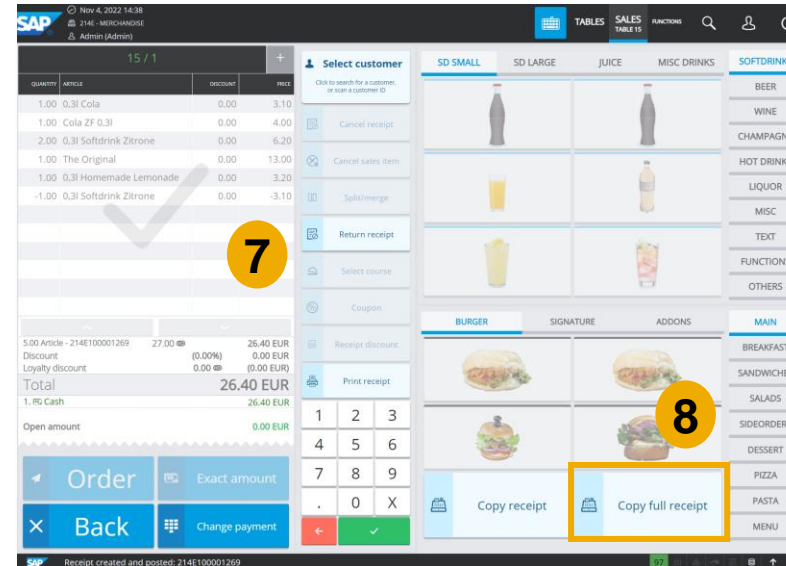 SAP
Nov 4, 2022 14:38
214E - MERCHANDISE
Admin (Admin)
TABLES
SALES
TABLE 15
FUNCTIONS
15 / 1
+
QUANTITY ARTICLE DISCOUNT PRICE
1.00 0,3l Cola 0.00 3.10
1.00 Cola ZF 0,3l 0.00 4.00
2.00 0,3l Softdrink Zitrone 0.00 6.20
1.00 The Original 0.00 13.00
1.00 0,3l Homemade Lemonade 0.00 3.20
-1.00 0,3l Softdrink Zitrone 0.00 -3.10
7
5.00 Article - 214E100001269 27.00 26.40 EUR
Discount (0.00%) 0.00 EUR
Loyalty discount 0.00 (0.00 EUR)
Total 26.40 EUR
1. Cash 26.40 EUR
Open amount 0.00 EUR
Order
Exact amount
Back
Change payment
Select customer
Click to search for a customer,
or scan a customer ID
Cancel receipt
Cancel sales item
Split/merge
Return receipt
Select course
Coupon
Receipt discount
Print receipt
1 2 3
4 5 6
7 8 9
. 0 X
SD SMALL SD LARGE JUICE MISC DRINKS
BURGER SIGNATURE ADDONS
8
Copy receipt
Copy full receipt
SOFTDRINK
BEER
WINE
CHAMPAGN
HOT DRINK
LIQUOR
MISC
TEXT
FUNCTION
OTHERS
MAIN
BREAKFAST
SANDWICHE
SALADS
SIDEORDER
DESSERT
PIZZA
PASTA
MENU
SAP Receipt created and posted: 214E100001269
97